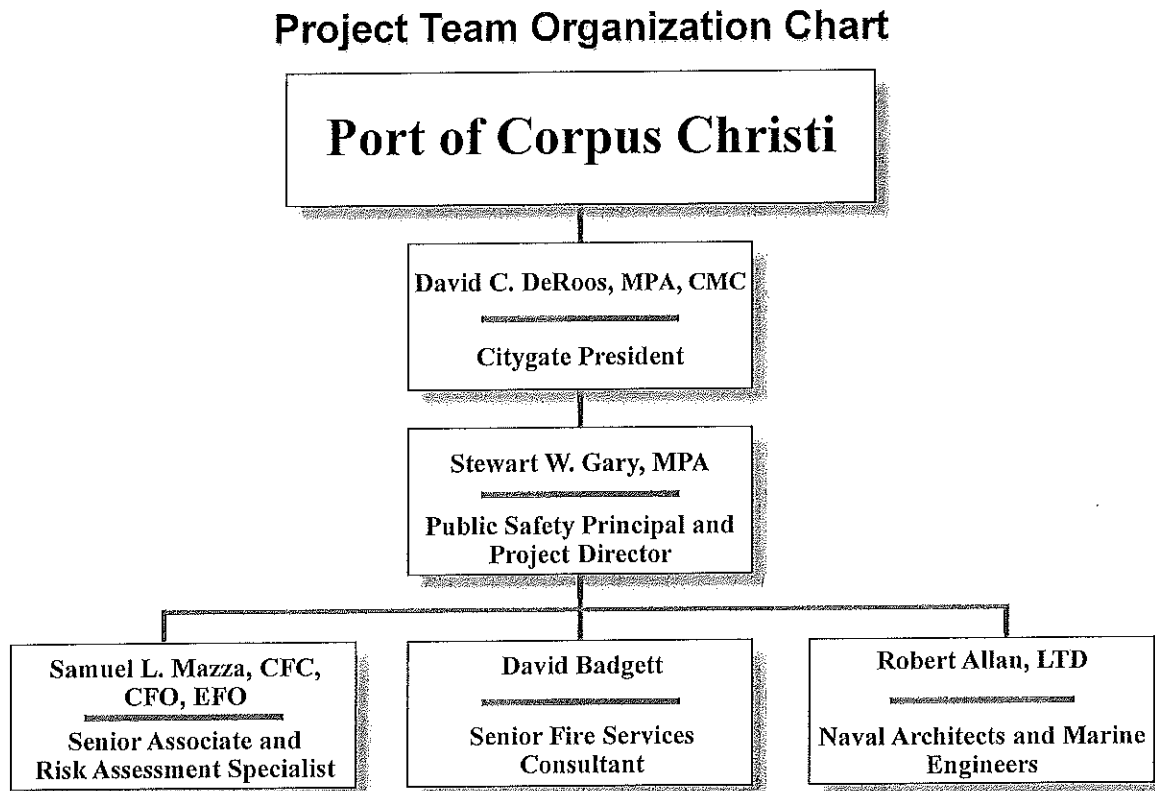 Project Team Organization Chart
Port of Corpus Christi
David C. DeRoos, MPA, CMC
Citygate President
Stewart W. Gary, MPA
Public Safety Principal and
Project Director
Samuel L. Mazza, CFC,
CFO, EFO
Senior Associate and
Risk Assessment Specialist
David Badgett
Senior Fire Services
Consultant
Robert Allan, LTD
Naval Architects and Marine
Engineers